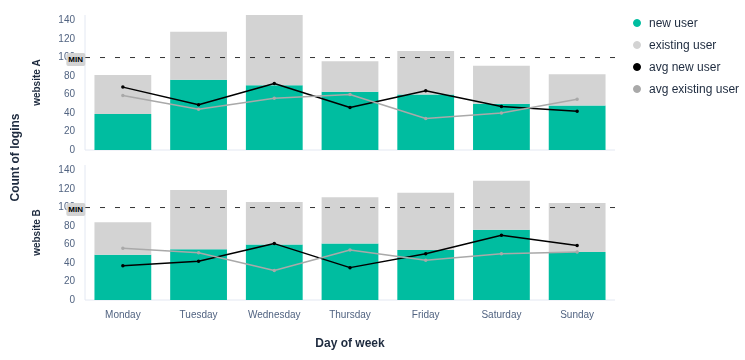 new user
existing user
avg new user
avg existing user
Count of logins
website A
140
120
100
MIN
80
60
40
20
0
website B
140
120
100
MIN
80
60
40
20
0
Monday Tuesday Wednesday Thursday Friday Saturday Sunday
Day of week